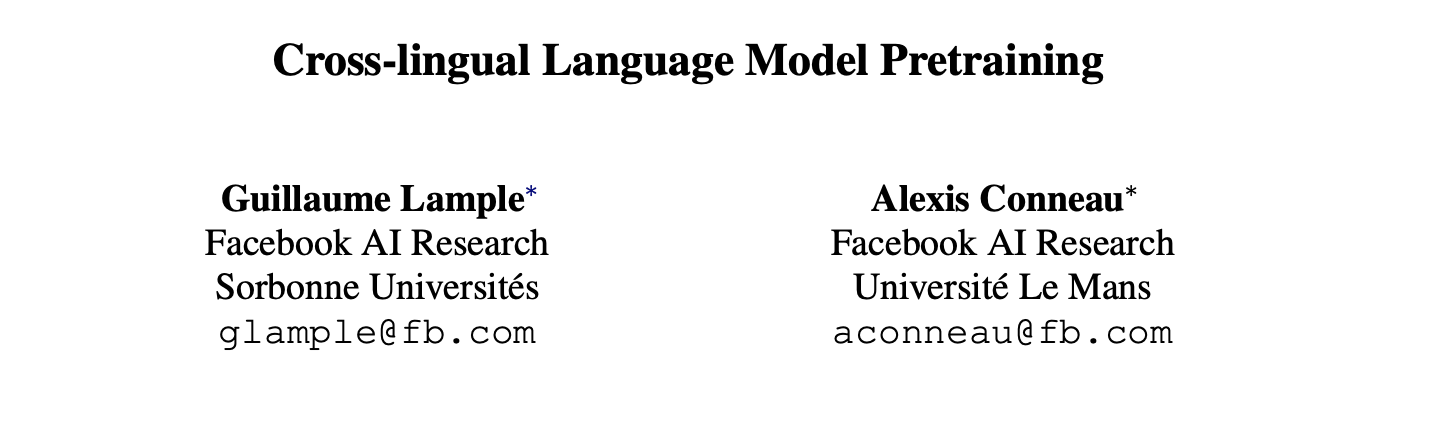 Cross-lingual Language Model Pretraining
Guillaume Lample*
Facebook AI Research
Sorbonne Universités
glample@fb.com
Alexis Conneau*
Facebook AI Research
Université Le Mans
aconneau@fb.com